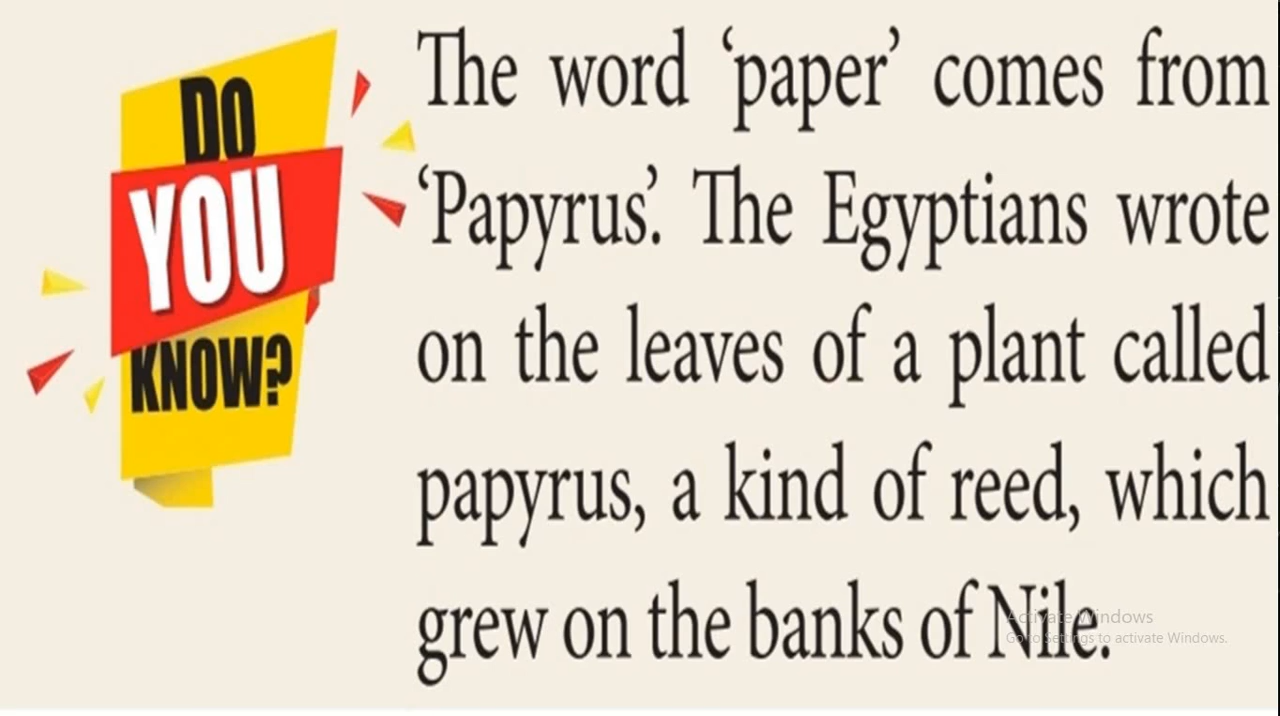 DO
YOU
KNOW?
The word ‘paper’ comes from
‘Papyrus’. The Egyptians wrote
on the leaves of a plant called
papyrus, a kind of reed, which
grew on the banks of Nile.
Activate Windows
Go to Settings to activate Windows.